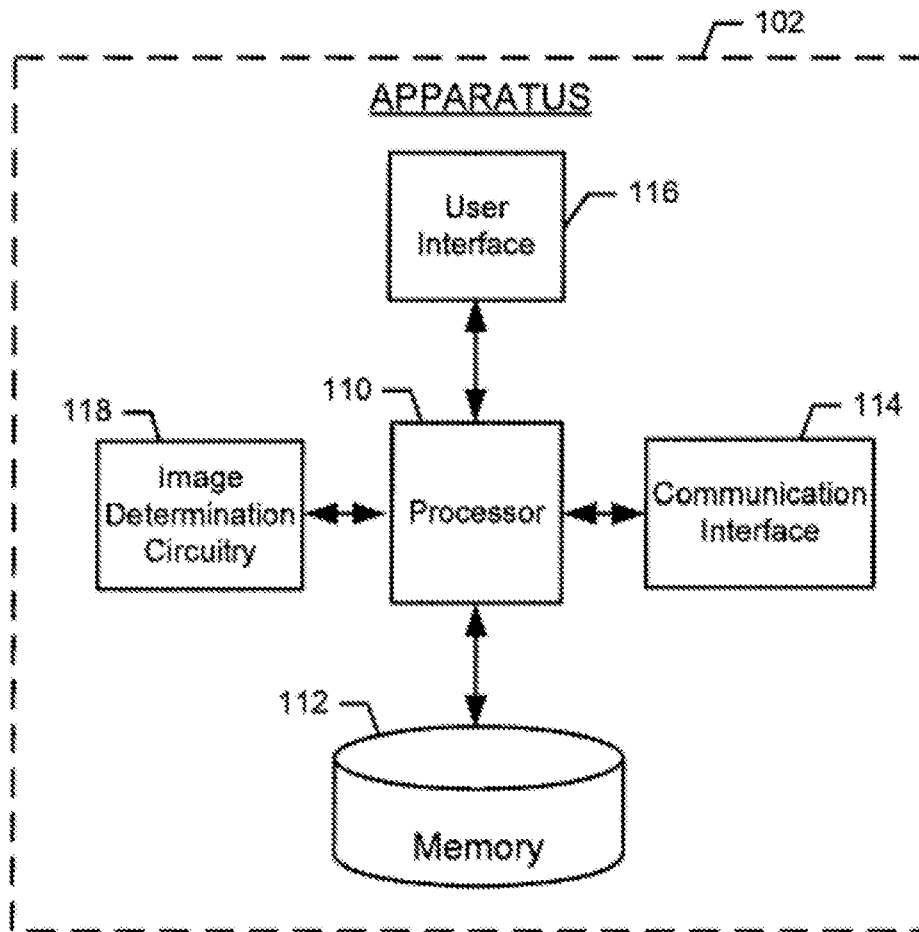 102
APPARATUS
User
Interface
116
110
118
114
Image
Determination
Circuitry
Processor
Communication
Interface
112
Memory